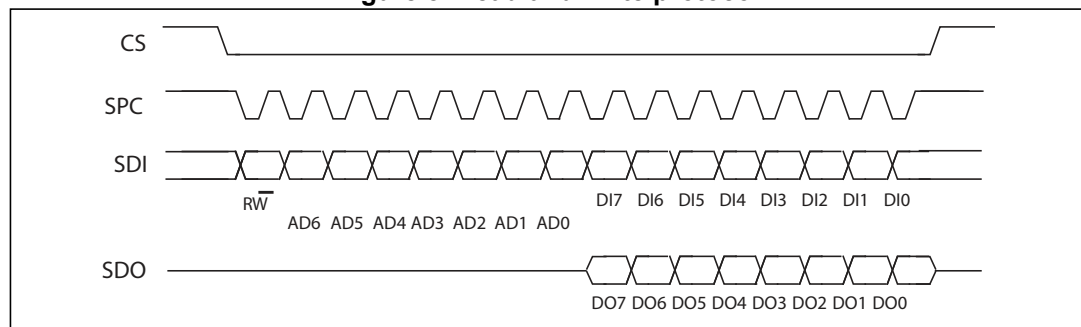 CS
SPC
SDI
RW
DI7 DI6 DI5 DI4 DI3 DI2 DI1 DI0
AD6 AD5 AD4 AD3 AD2 AD1 AD0
SDO
DO7 DO6 DO5 DO4 DO3 DO2 DO1 DO0